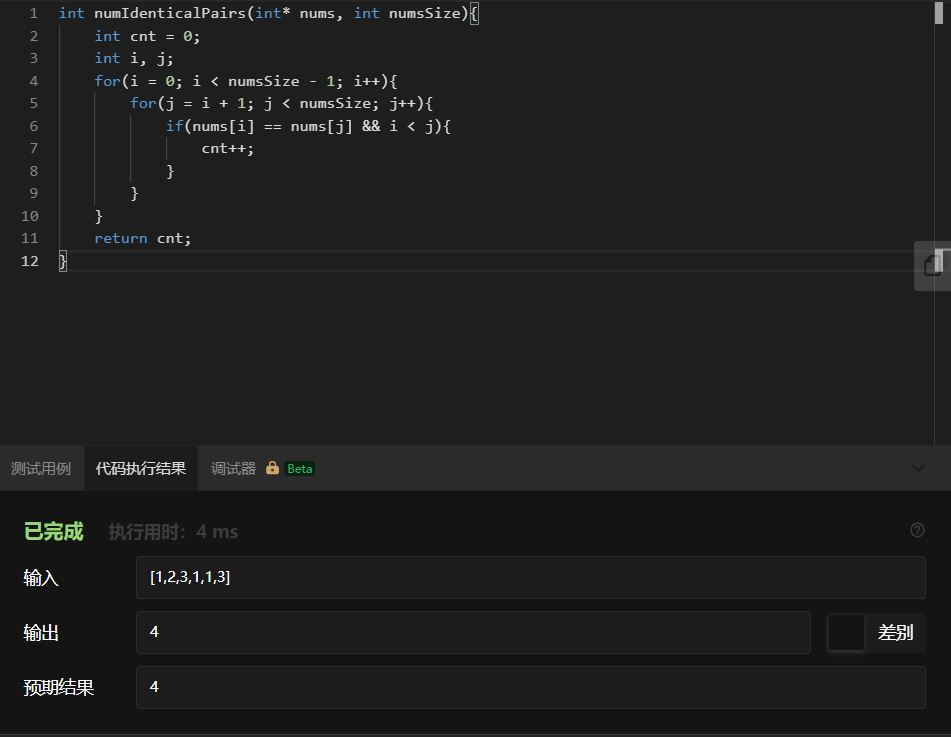 1 int numIdenticalPairs(int* nums, int numsSize){
2     int cnt = 0;
3     int i, j;
4     for(i = 0; i < numsSize - 1; i++){
5         for(j = i + 1; j < numsSize; j++){
6             if(nums[i] == nums[j] && i < j){
7                 cnt++;
8             }
9         }
10     }
11     return cnt;
12 }
测试用例 代码执行结果 调试器 Beta
已完成 执行用时: 4 ms
输入 [1,2,3,1,1,3]
输出 4 差别
预期结果 4